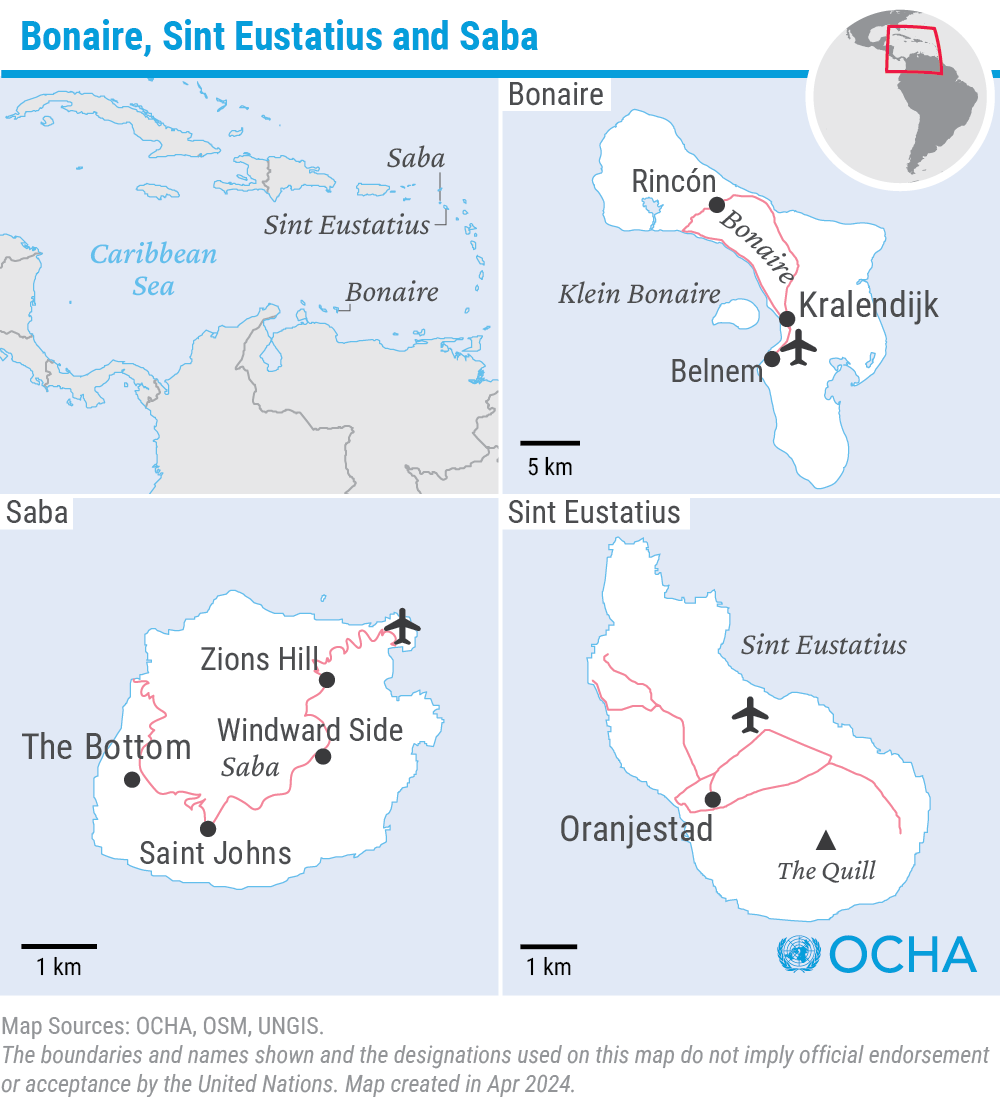 Bonaire, Sint Eustatius and Saba
Saba
Sint Eustatius
Caribbean
Sea
Bonaire
Bonaire
Rincón
Bonaire
Klein Bonaire
Kralendijk
Belnem
5 km
Saba
Zions Hill
Windward Side
The Bottom
Saba
Saint Johns
1 km
Sint Eustatius
Sint Eustatius
Oranjestad
The Quill
1 km
OCHA
Map Sources: OCHA, OSM, UNGIS.
The boundaries and names shown and the designations used on this map do not imply official endorsement
or acceptance by the United Nations. Map created in Apr 2024.